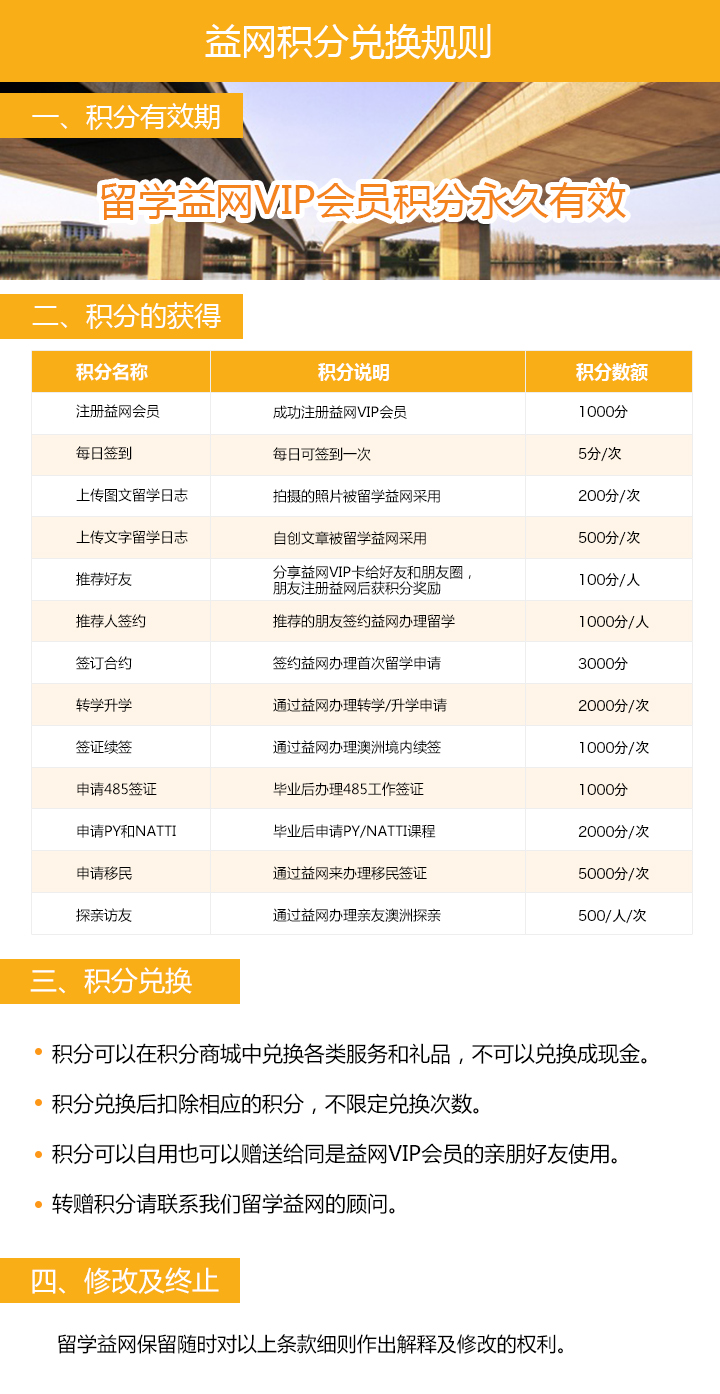 益网积分兑换规则
一、积分有效期
留学益网VIP会员积分永久有效
二、积分的获得
积分名称 积分说明 积分数额
注册益网会员 成功注册益网VIP会员 1000分
每日签到 每日可签到一次 5分/次
上传图文留学日志 拍摄的照片被留学益网采用 200分/次
上传文字留学日志 自创文章被留学益网采用 500分/次
推荐好友 分享益网VIP卡给好友和朋友圈，
朋友注册益网后获积分奖励 100分/人
推荐人签约 推荐的朋友签约益网办理留学 1000分/人
签订合约 签约益网办理首次留学申请 3000分
转学升学 通过益网办理转学/升学申请 2000分/次
签证续签 通过益网办理澳洲境内续签 1000分/次
申请485签证 毕业后办理485工作签证 1000分
申请PY和NATTI 毕业后申请PY/NATTI课程 2000分/次
申请移民 通过益网来办理移民签证 5000分/次
探亲访友 通过益网办理亲友澳洲探亲 500/人/次
三、积分兑换
• 积分可以在积分商城中兑换各类服务和礼品，不可以兑换成现金。
• 积分兑换后扣除相应的积分，不限定兑换次数。
• 积分可以自用也可以赠送给同是益网VIP会员的亲朋好友使用。
• 转赠积分请联系我们留学益网的顾问。
四、修改及终止
留学益网保留随时对以上条款细则作出解释及修改的权利。